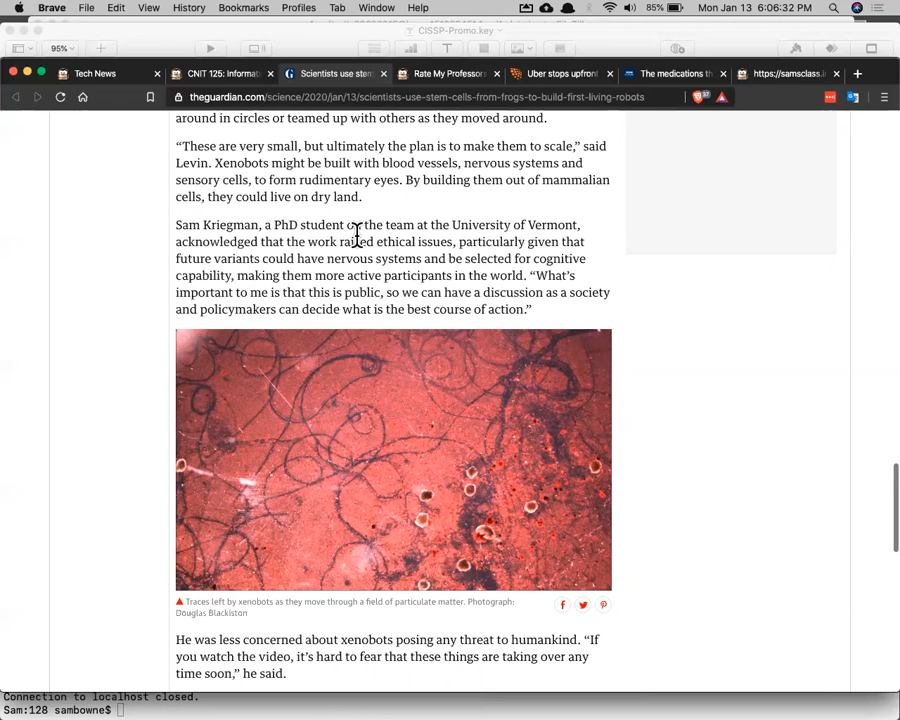 Brave File Edit View History Bookmarks Profiles Tab Window Help 85% Mon Jan 13 6:06:32 PM
CISSP-Promo.key
95%
Tech News CNIT 125: Informat Scientists use stem Rate My Professor Uber stops upfront The medications th https://samsclass.i
theguardian.com/science/2020/jan/13/scientists-use-stem-cells-from-frogs-to-build-first-living-robots
around in circles or teamed up with others as they moved around.
“These are very small, but ultimately the plan is to make them to scale,” said
Levin. Xenobots might be built with blood vessels, nervous systems and
sensory cells, to form rudimentary eyes. By building them out of mammalian
cells, they could live on dry land.
Sam Kriegman, a PhD student on the team at the University of Vermont,
acknowledged that the work raised ethical issues, particularly given that
future variants could have nervous systems and be selected for cognitive
capability, making them more active participants in the world. “What’s
important to me is that this is public, so we can have a discussion as a society
and policymakers can decide what is the best course of action.”
Traces left by xenobots as they move through a field of particulate matter. Photograph:
Douglas Blackiston
He was less concerned about xenobots posing any threat to humankind. “If
you watch the video, it’s hard to fear that these things are taking over any
time soon,” he said.
Connection to localhost closed.
Sam:128 sambowne$